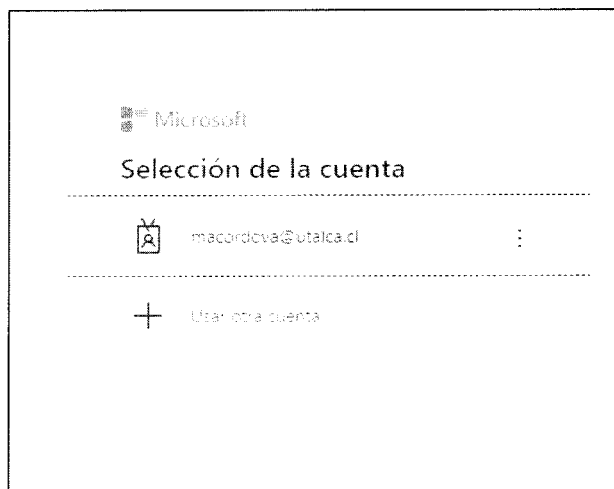 Microsoft
Selección de la cuenta
macordova@utalca.cl
Usar otra cuenta